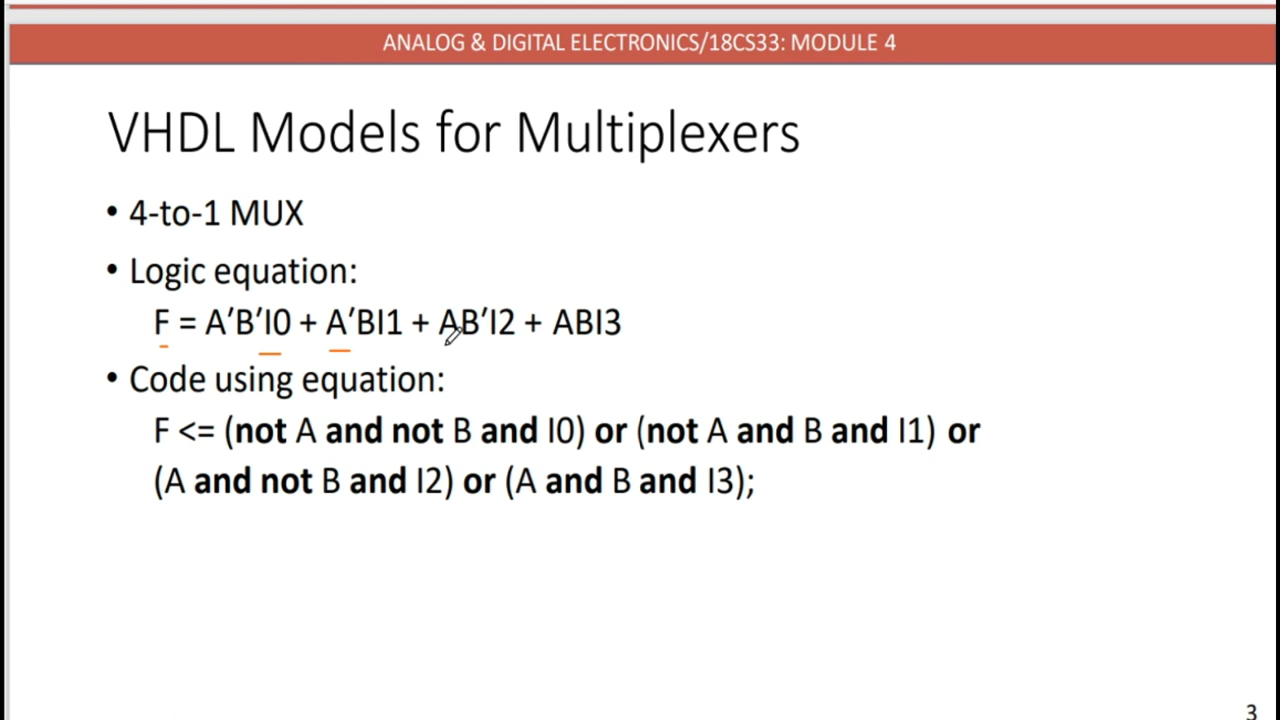 ANALOG & DIGITAL ELECTRONICS/18CS33: MODULE 4
VHDL Models for Multiplexers
• 4-to-1 MUX
• Logic equation:
F = A′B′I0 + A′BI1 + AB′I2 + ABI3
• Code using equation:
F <= (not A and not B and I0) or (not A and B and I1) or
(A and not B and I2) or (A and B and I3);
3